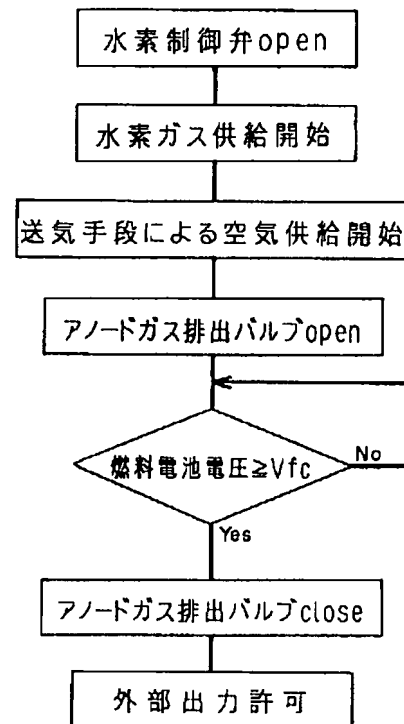 水素制御弁open
水素ガス供給開始
送気手段による空気供給開始
アノードガス排出バルブopen
燃料電池電圧≧Vfc
No
Yes
アノードガス排出バルブclose
外部出力許可